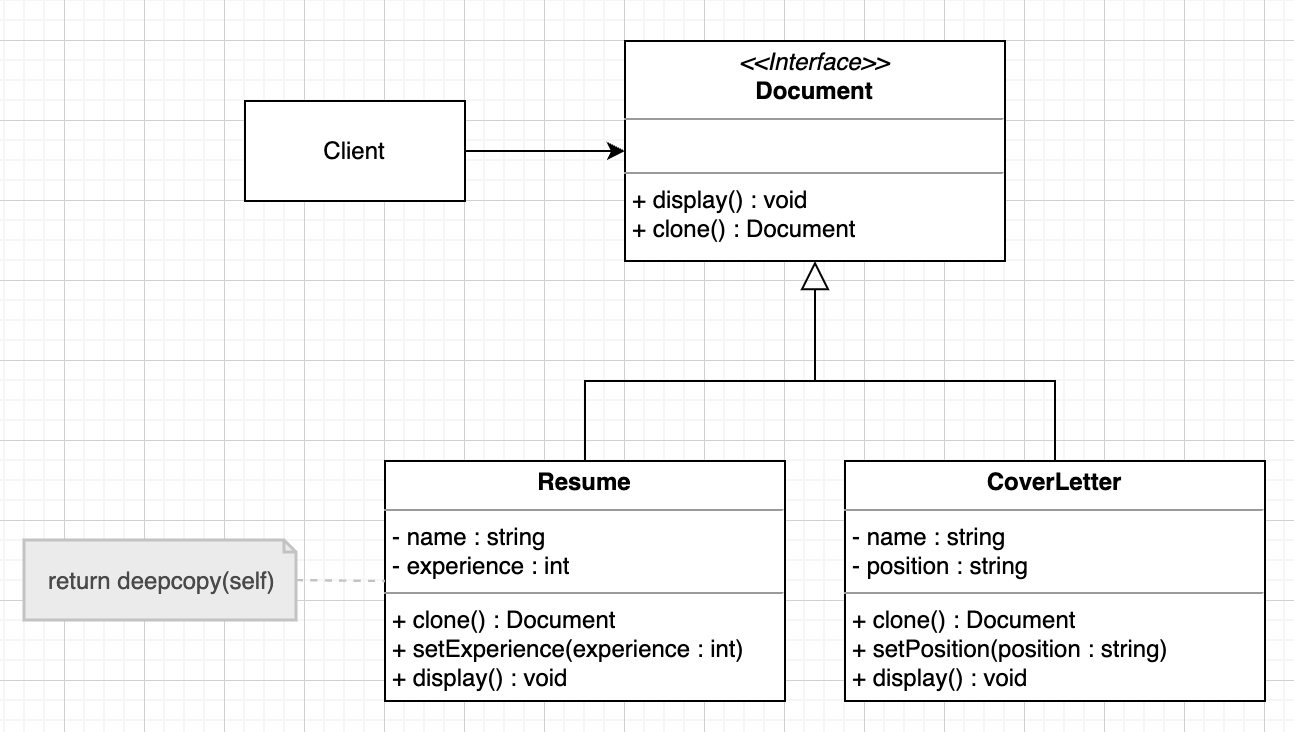 <<Interface>>
Document
Client
+ display() : void
+ clone() : Document
Resume
- name : string
- experience : int
+ clone() : Document
+ setExperience(experience : int)
+ display() : void
CoverLetter
- name : string
- position : string
+ clone() : Document
+ setPosition(position : string)
+ display() : void
return deepcopy(self)